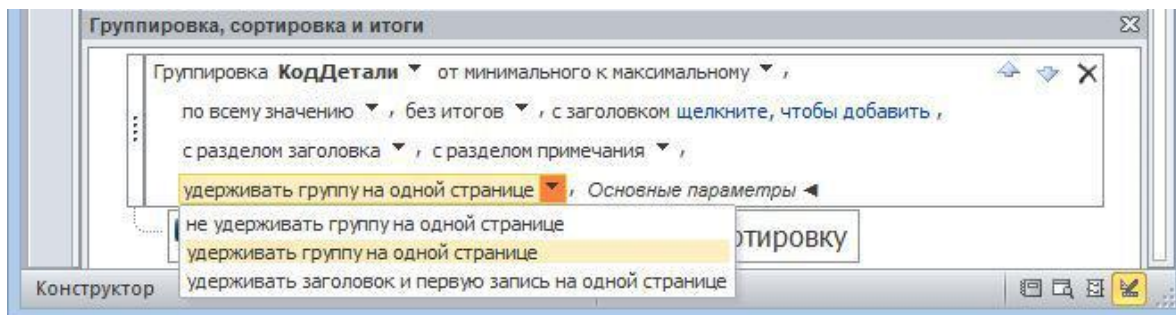 Группировка, сортировка и итоги
Группировка КодДетали от минимального к максимальному ,
по всему значению , без итогов , с заголовком щелкните, чтобы добавить ,
с разделом заголовка , с разделом примечания ,
удерживать группу на одной странице , Основные параметры
не удерживать группу на одной странице
удерживать группу на одной странице
удерживать заголовок и первую запись на одной странице
Конструктор